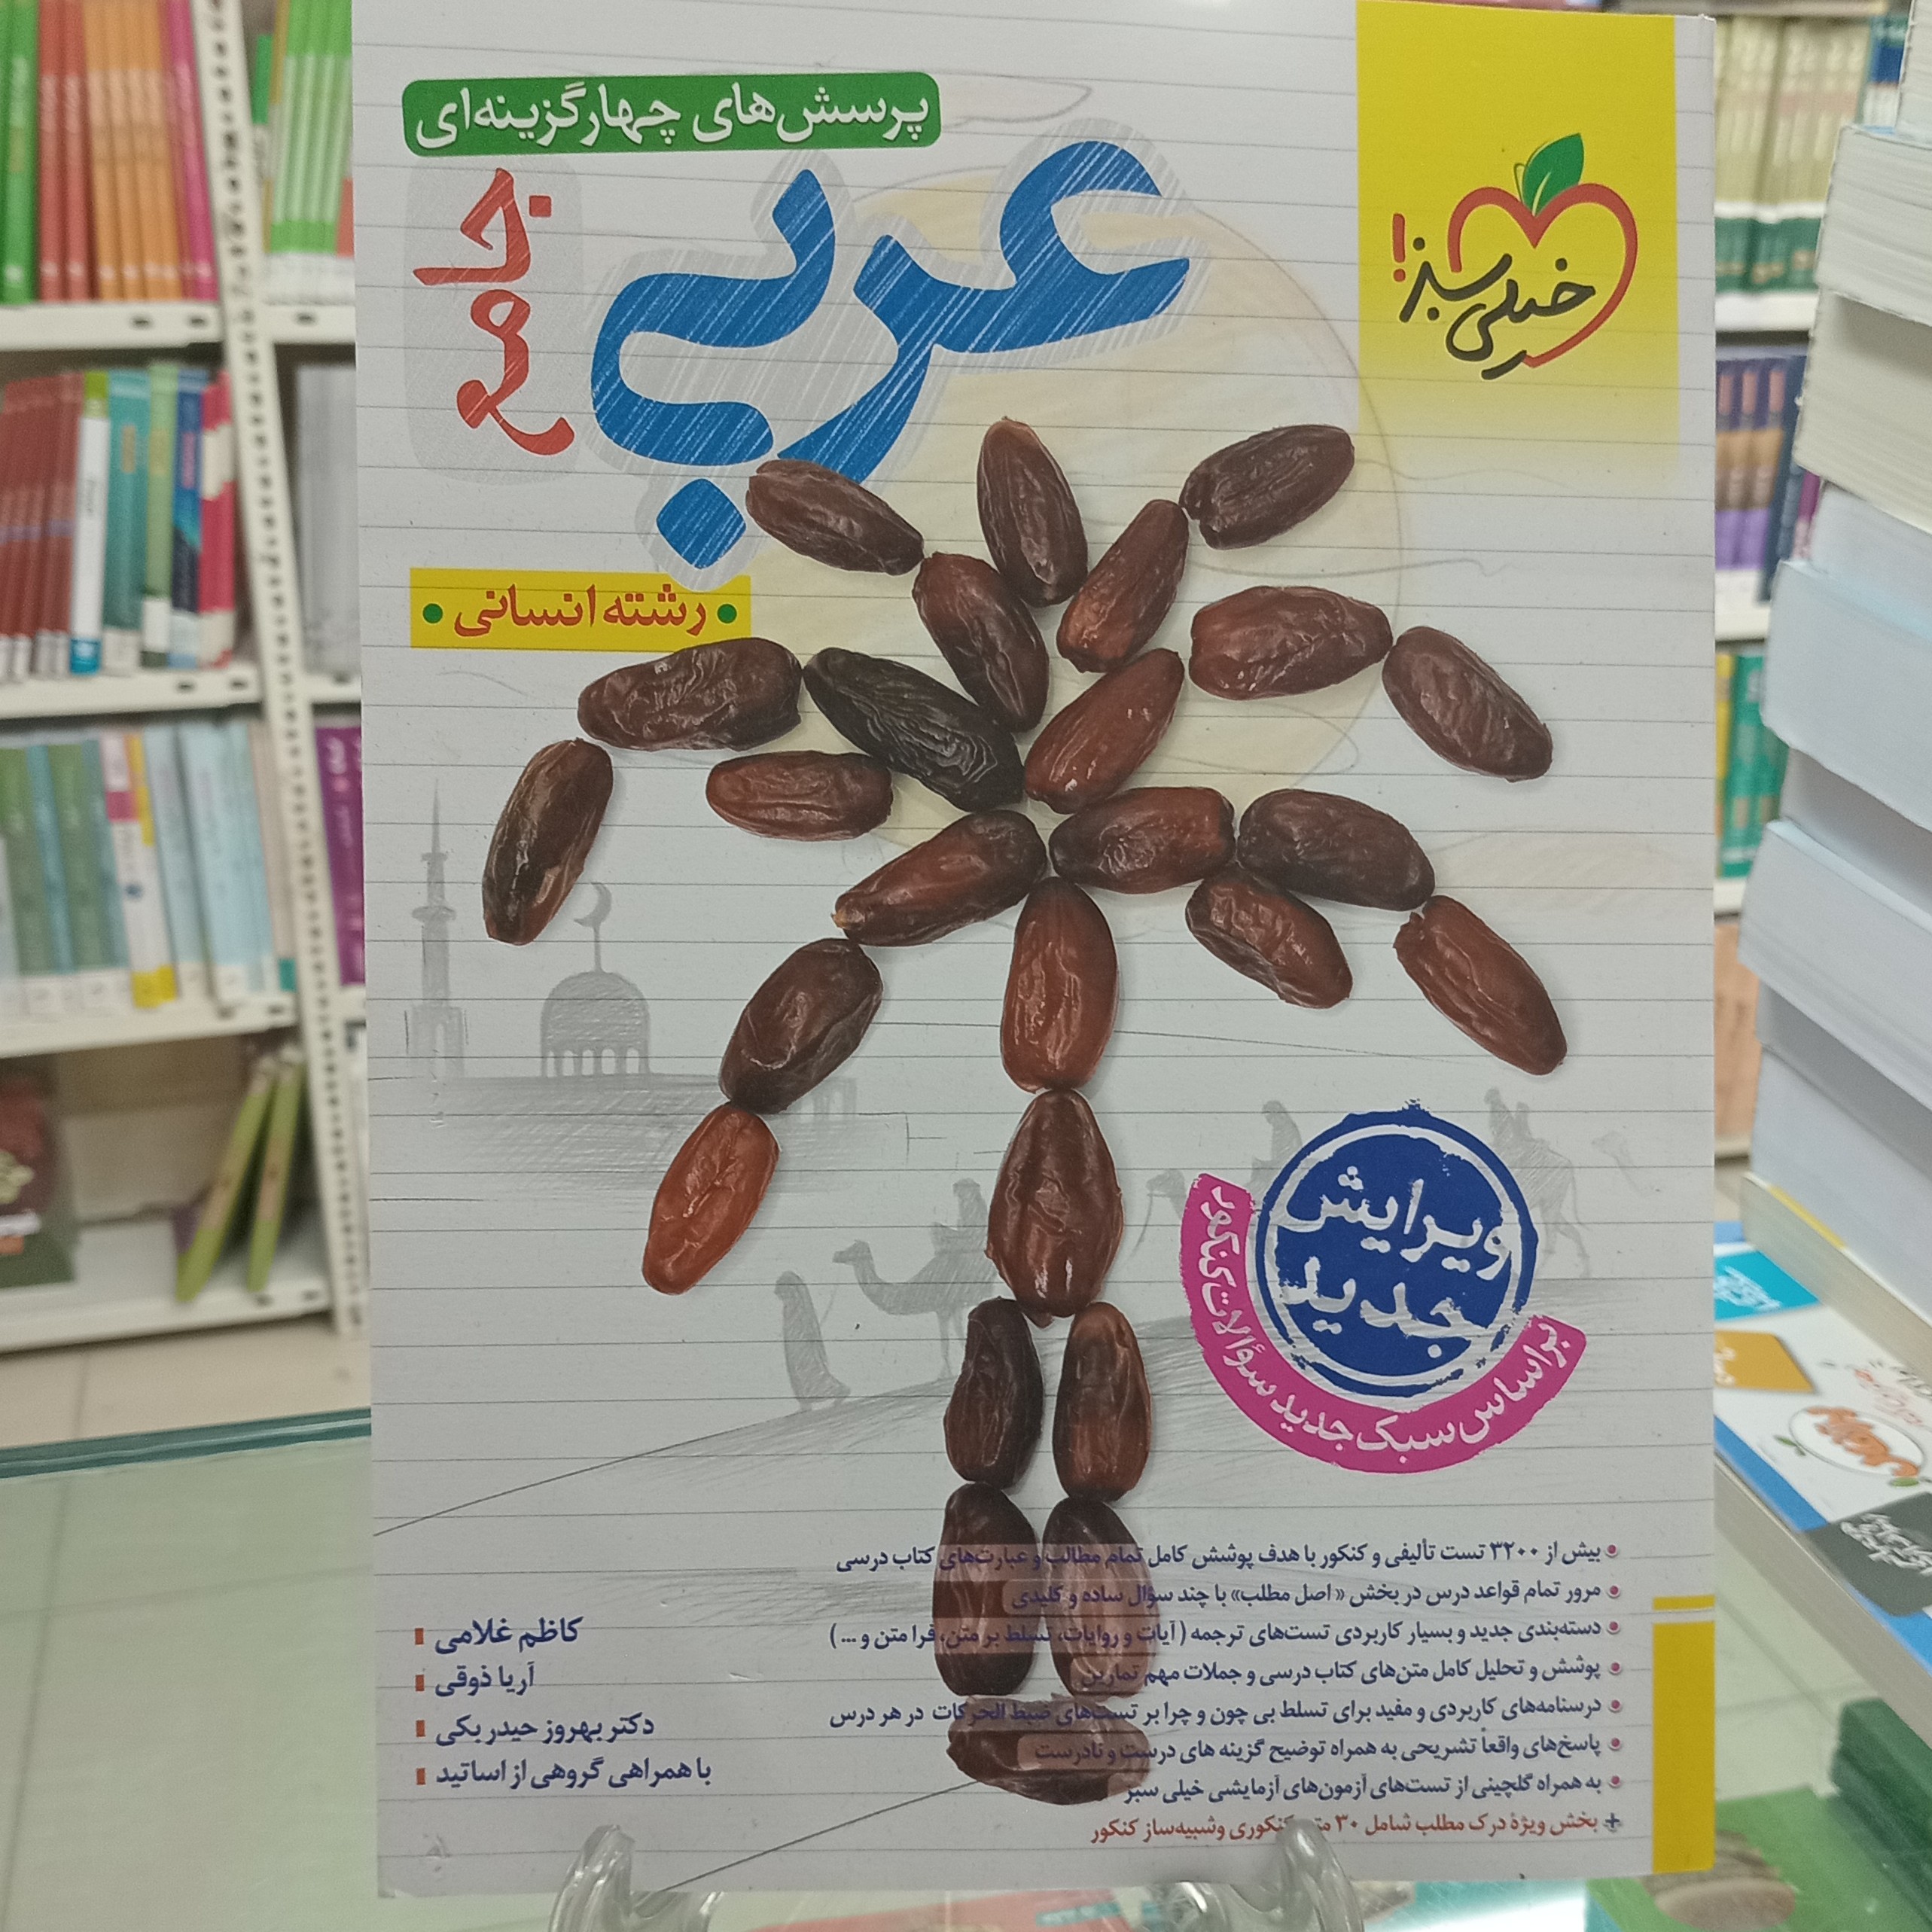 پرسش‌های چهارگزینه‌ای
عربی
جامع
خیلی سبز!
• رشته انسانی •
ویرایش
جدید
براساس سبک جدید سؤالات کنکور
بیش از ۳۲۰۰ تست تألیفی و کنکور با هدف پوشش کامل تمام مطالب و عبارت‌های کتاب درسی
مرور تمام قواعد درس در بخش « اصل مطلب» با چند سؤال ساده و کلیدی
دسته‌بندی جدید و بسیار کاربردی تست‌های ترجمه (آیات و روایات، تسلط بر متن، فرا متن و ...)
پوشش و تحلیل کامل متن‌های کتاب درسی و جملات مهم تمارین
درسنامه‌های کاربردی و مفید برای تسلط بی چون و چرا بر تست‌های ضبط الحرکات در هر درس
پاسخ‌های واقعاً تشریحی به همراه توضیح گزینه های درست و نادرست
به همراه گلچینی از تست‌های آزمون‌های آزمایشی خیلی سبز
+ بخش ویژهٔ درک مطلب شامل ۳۰ کنکوری وشبیه‌ساز کنکور
کاظم غلامی
آریا ذوقی
دکتر بهروز حیدربکی
با همراهی گروهی از اساتید